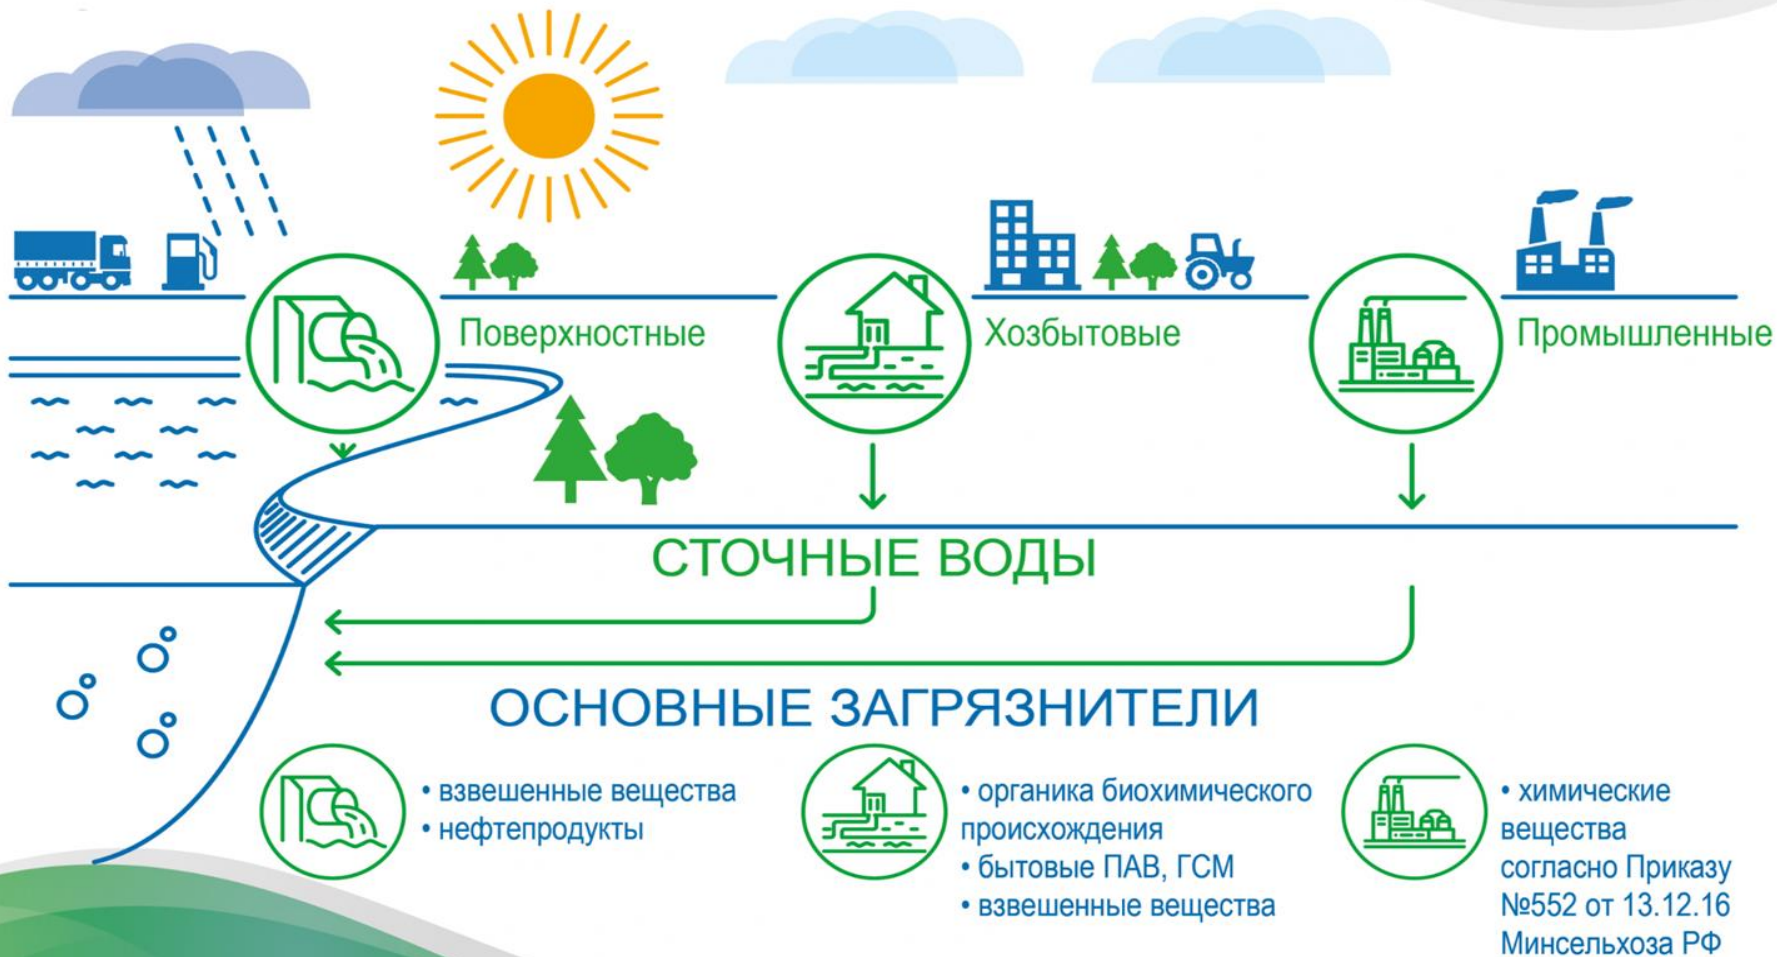 Поверхностные
Хозбытовые
Промышленные
СТОЧНЫЕ ВОДЫ
ОСНОВНЫЕ ЗАГРЯЗНИТЕЛИ
• взвешенные вещества
• нефтепродукты
• органика биохимического
происхождения
• бытовые ПАВ, ГСМ
• взвешенные вещества
• химические
вещества
согласно Приказу
№552 от 13.12.16
Минсельхоза РФ